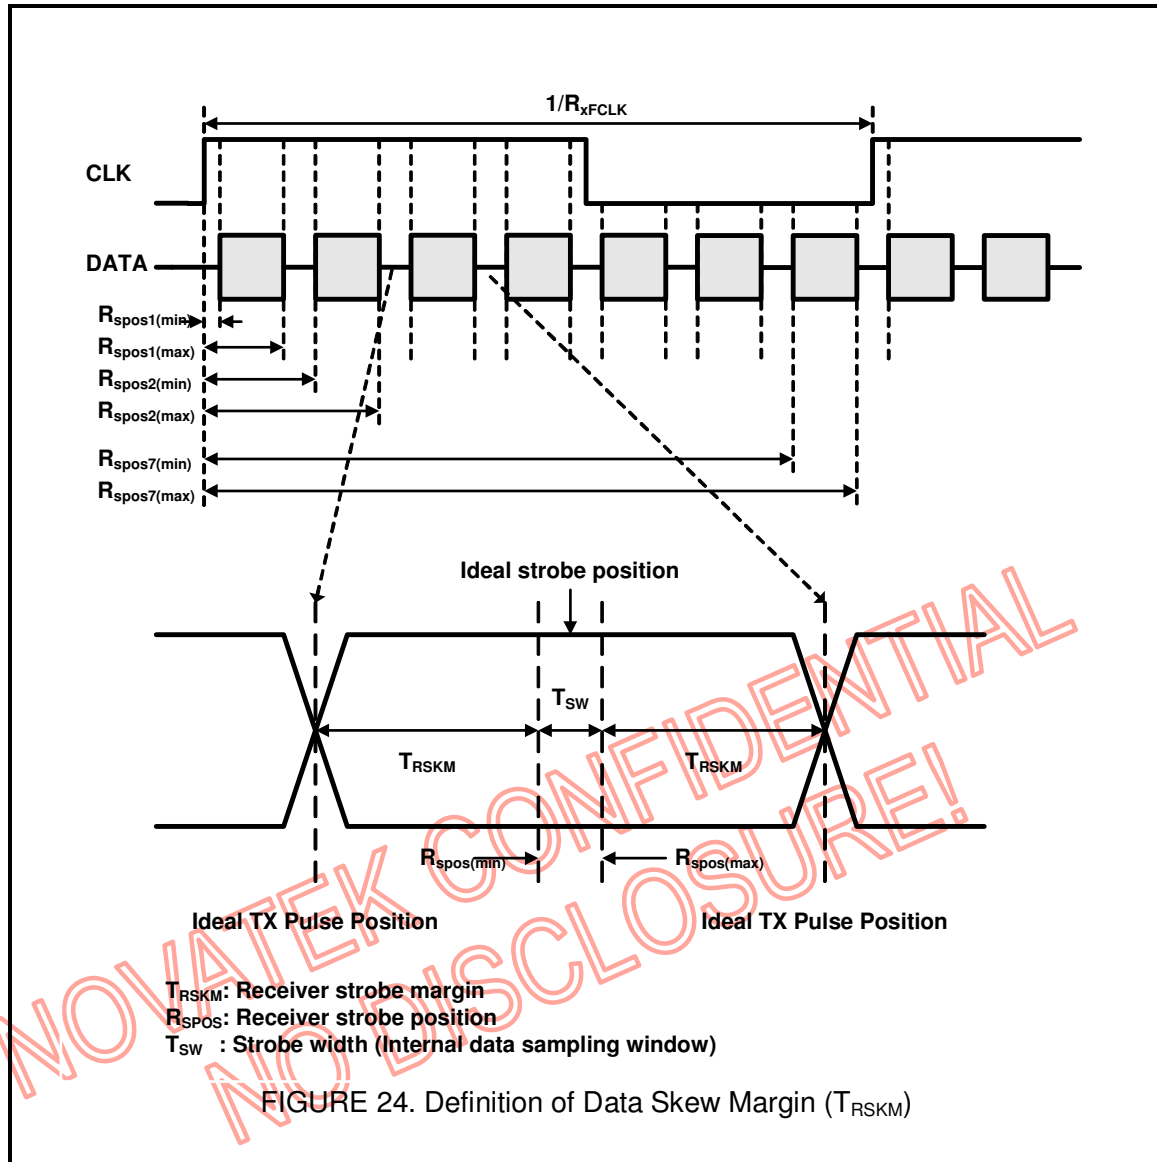 1/RxFCLK
CLK
DATA
Rspos1(min)
Rspos1(max)
Rspos2(min)
Rspos2(max)
Rspos7(min)
Rspos7(max)
Ideal strobe position
TSW
TRSKM
TRSKM
Rspos(min)
Rspos(max)
Ideal TX Pulse Position
Ideal TX Pulse Position
TRSKM: Receiver strobe margin
RSPOS: Receiver strobe position
TSW : Strobe width (Internal data sampling window)
FIGURE 24. Definition of Data Skew Margin (TRSKM)
NOVATEK CONFIDENTIAL
NO DISCLOSURE!